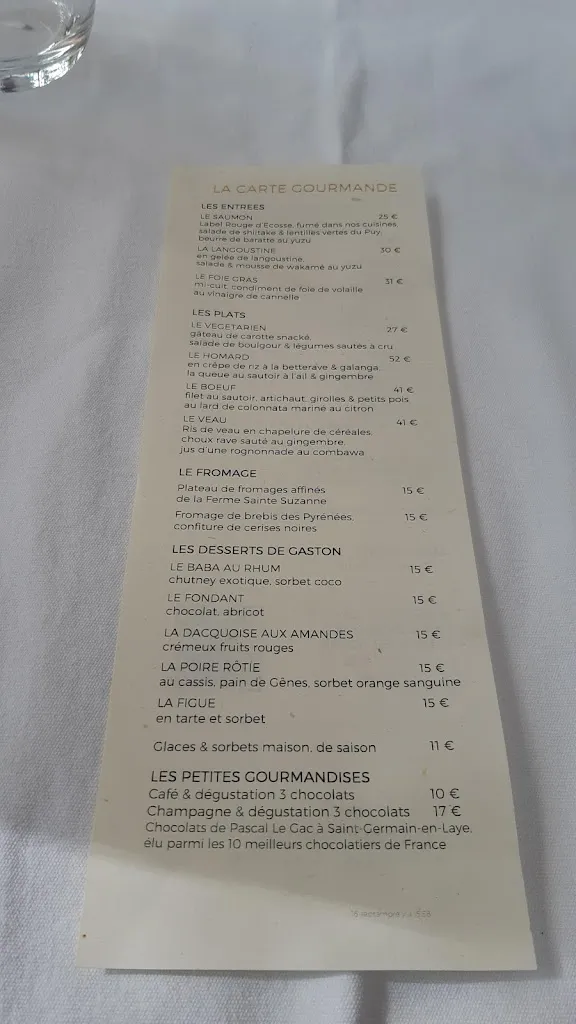 LA CARTE GOURMANDE
LES ENTREES
LE SAUMON 25 €
Label Rouge d'Ecosse, fumé dans nos cuisines,
salade de shiitake & lentilles vertes du Puy,
beurre de baratte au yuzu
LA LANGOUSTINE 30 €
en gelée de langoustine,
salade & mousse de wakamé au yuzu
LE FOIE GRAS 31 €
mi-cuit, condiment de foie de volaille
au vinaigre de cannelle
LES PLATS
LE VEGETARIEN 27 €
gâteau de carotte snacké,
salade de boulgour & légumes sautés à cru
LE HOMARD 52 €
en crêpe de riz à la betterave & galanga,
la queue au sautoir à l'ail & gingembre
LE BOEUF 41 €
filet au sautoir, artichaut, girolles & petits pois
au lard de colonnata mariné au citron
LE VEAU 41 €
Ris de veau en chapelure de céréales,
choux rave sauté au gingembre,
jus d'une rognonnade au combawa
LE FROMAGE
Plateau de fromages affinés 15 €
de la Ferme Sainte Suzanne
Fromage de brebis des Pyrénées, 15 €
confiture de cerises noires
LES DESSERTS DE GASTON
LE BABA AU RHUM 15 €
chutney exotique, sorbet coco
LE FONDANT 15 €
chocolat, abricot
LA DACQUOISE AUX AMANDES 15 €
crémeux fruits rouges
LA POIRE RÔTIE 15 €
au cassis, pain de Gênes, sorbet orange sanguine
LA FIGUE 15 €
en tarte et sorbet
Glaces & sorbets maison, de saison 11 €
LES PETITES GOURMANDISES
Café & dégustation 3 chocolats 10 €
Champagne & dégustation 3 chocolats 17 €
Chocolats de Pascal Le Gac à Saint-Germain-en-Laye,
élu parmi les 10 meilleurs chocolatiers de France